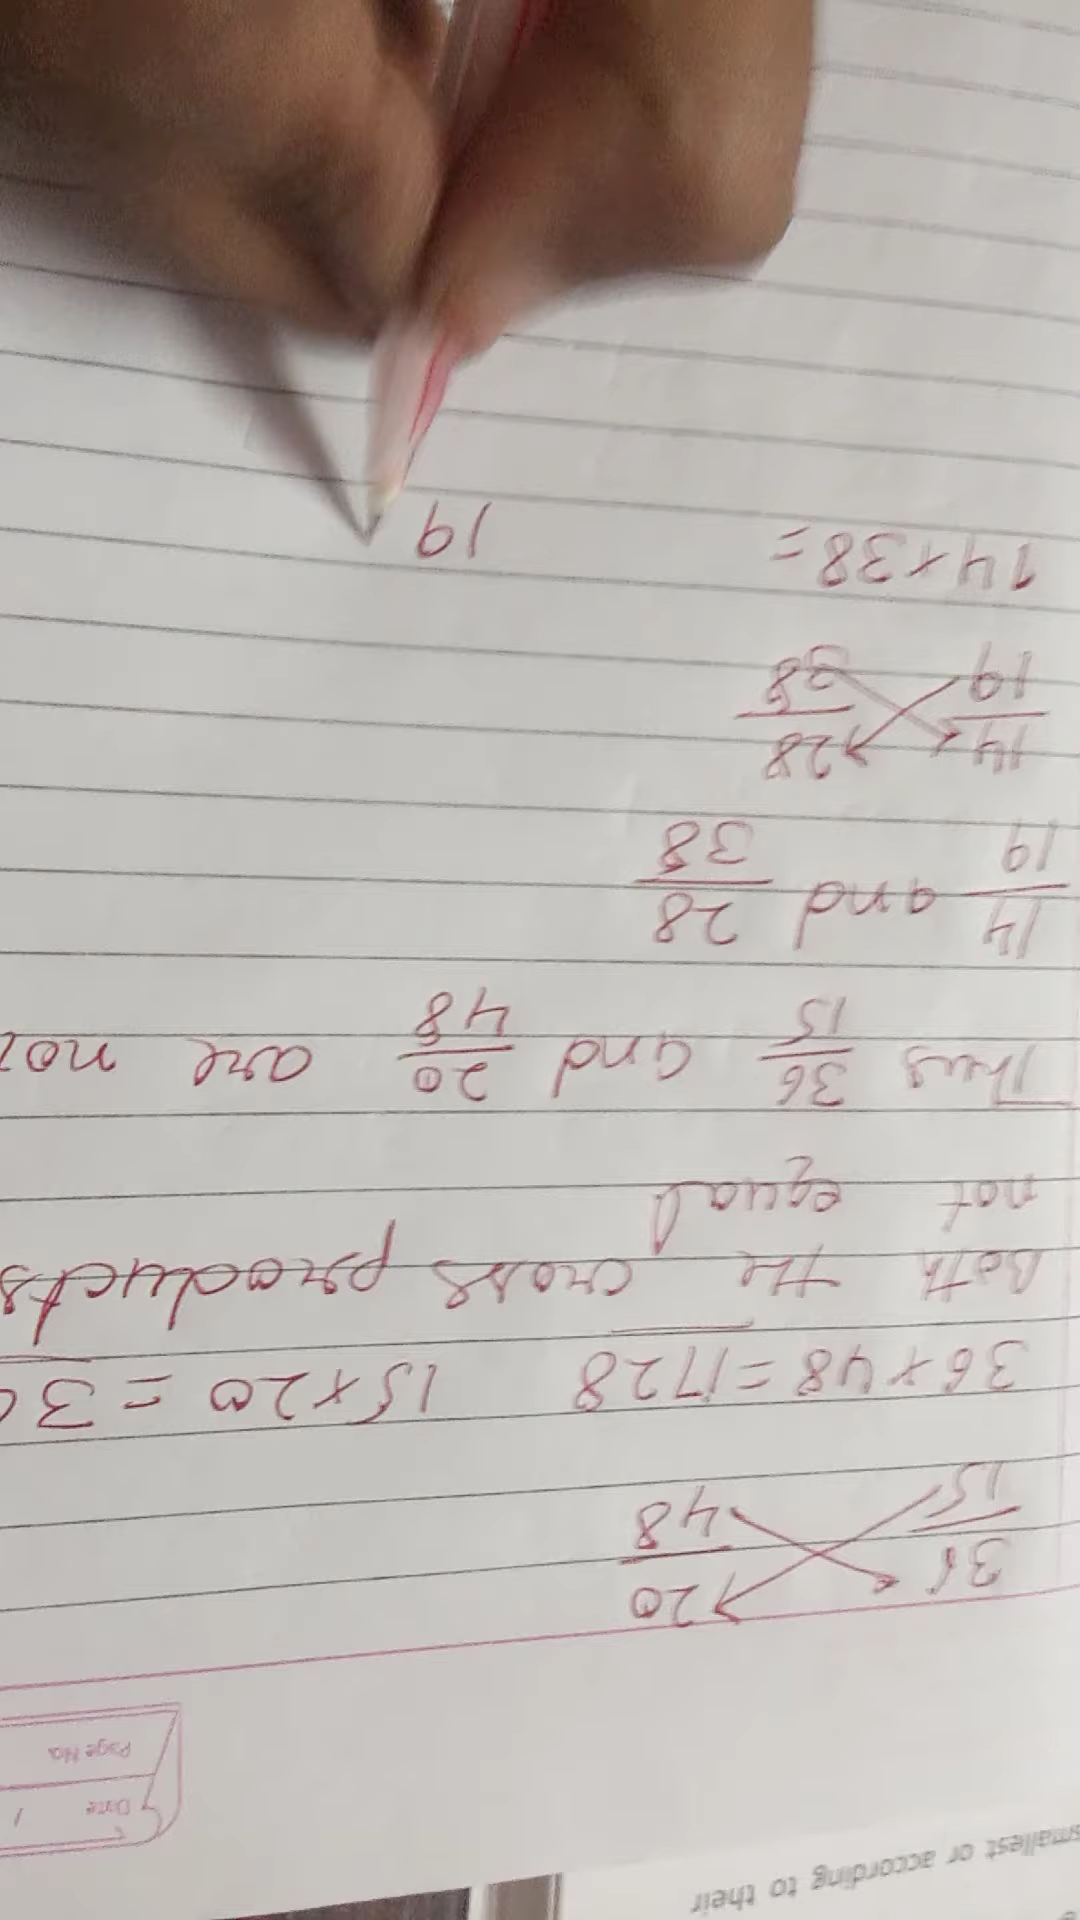 smallest or according to their
Date /
Page No.
36 20
15 48
36 × 48 = 1728 15 × 20 = 30
Both the cross products
not equal
Thus 36/15 and 20/48 are not
14/19 and 28/38
14 28
19 38
14 × 38 = 19